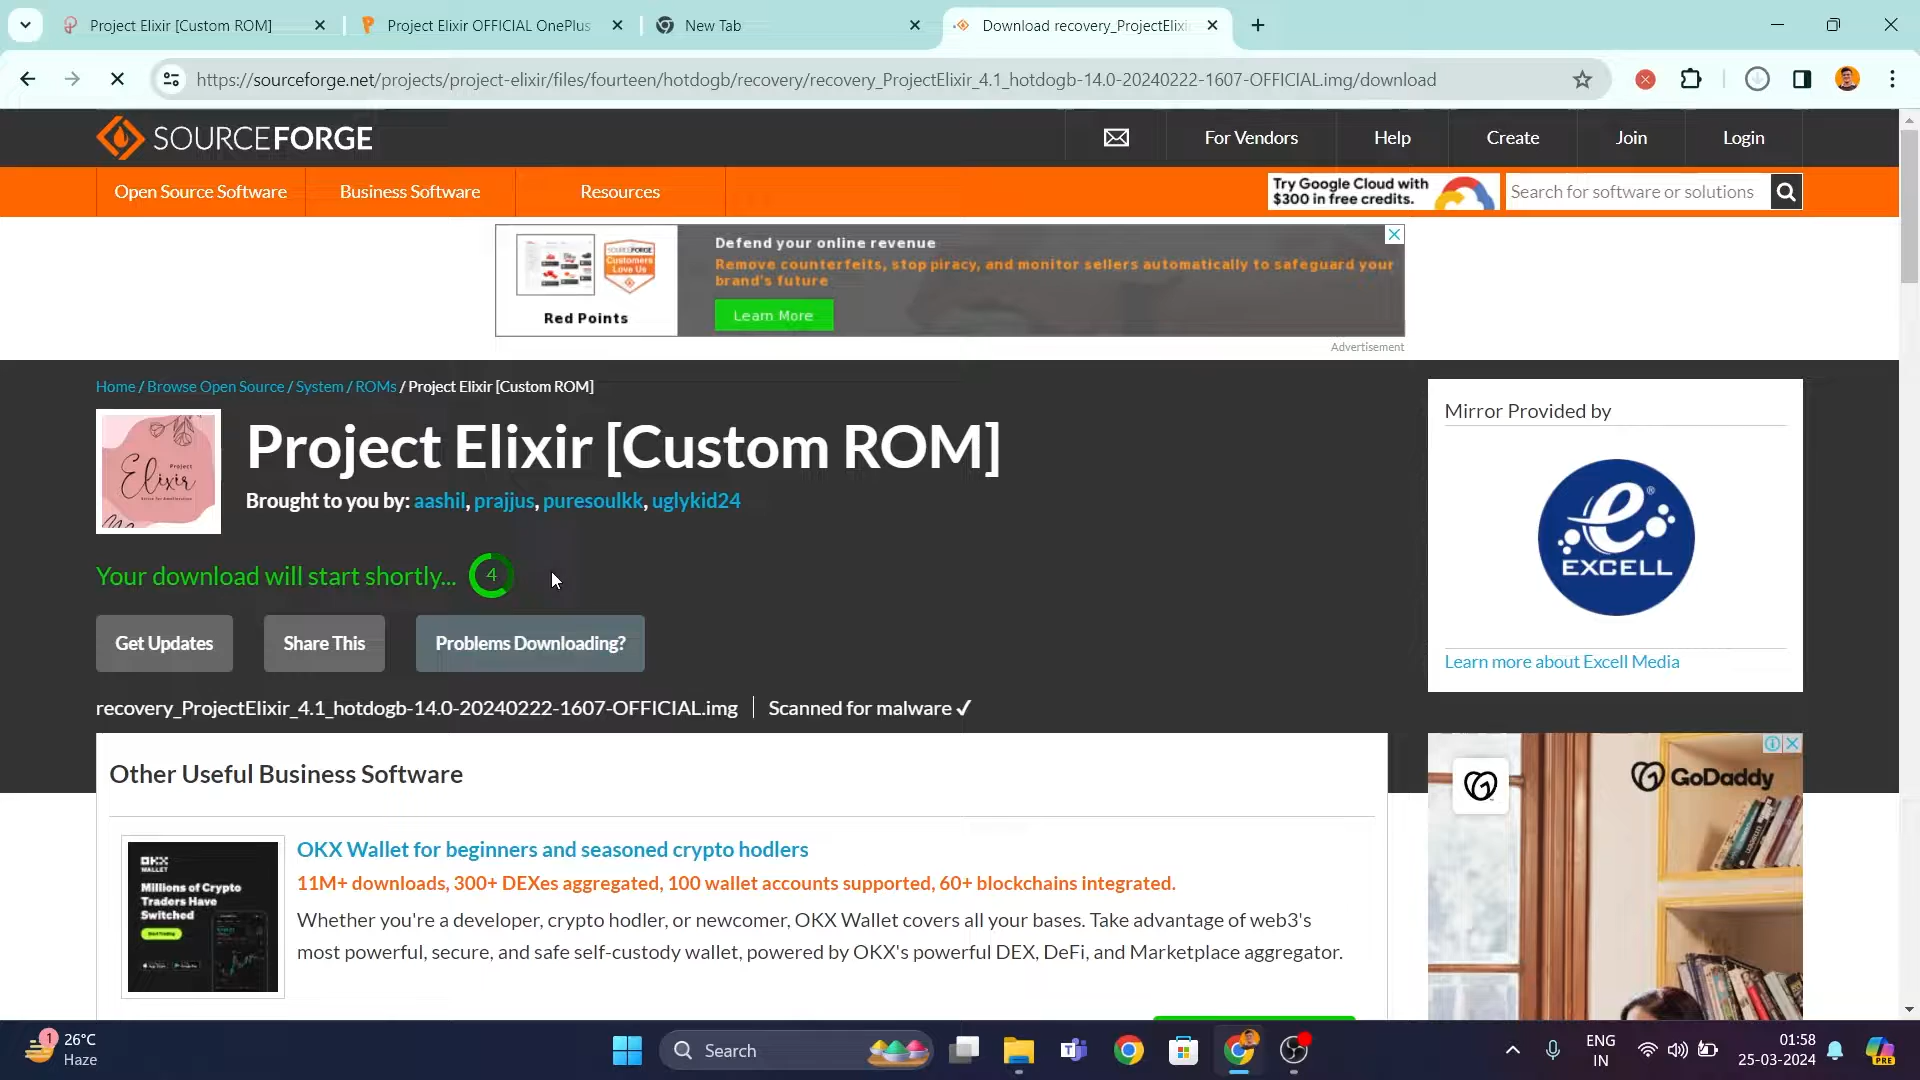 Project Elixir [Custom ROM]
Project Elixir OFFICIAL OnePlus
New Tab
Download recovery_ProjectElixi
https://sourceforge.net/projects/project-elixir/files/fourteen/hotdogb/recovery/recovery_ProjectElixir_4.1_hotdogb-14.0-20240222-1607-OFFICIAL.img/download
SOURCEFORGE
For Vendors
Help
Create
Join
Login
Open Source Software
Business Software
Resources
Try Google Cloud with
$300 in free credits.
Search for software or solutions
SOURCEFORGE
Customers
Love Us
Red Points
Defend your online revenue
Remove counterfeits, stop piracy, and monitor sellers automatically to safeguard your
brand's future
Learn More
Advertisement
Home / Browse Open Source / System / ROMs / Project Elixir [Custom ROM]
Project
Elixir
Project Elixir [Custom ROM]
Brought to you by: aashil, prajjus, puresoulkk, uglykid24
Your download will start shortly... 4
Get Updates
Share This
Problems Downloading?
recovery_ProjectElixir_4.1_hotdogb-14.0-20240222-1607-OFFICIAL.img
Scanned for malware ✓
Mirror Provided by
e
®
EXCELL
Learn more about Excell Media
Other Useful Business Software
OKX
WALLET
Millions of Crypto
Traders Have
Switched
OKX Wallet for beginners and seasoned crypto hodlers
11M+ downloads, 300+ DEXes aggregated, 100 wallet accounts supported, 60+ blockchains integrated.
Whether you're a developer, crypto hodler, or newcomer, OKX Wallet covers all your bases. Take advantage of web3's
most powerful, secure, and safe self-custody wallet, powered by OKX's powerful DEX, DeFi, and Marketplace aggregator.
GoDaddy
1
26°C
Haze
Search
ENG
IN
01:58
25-03-2024
PRE